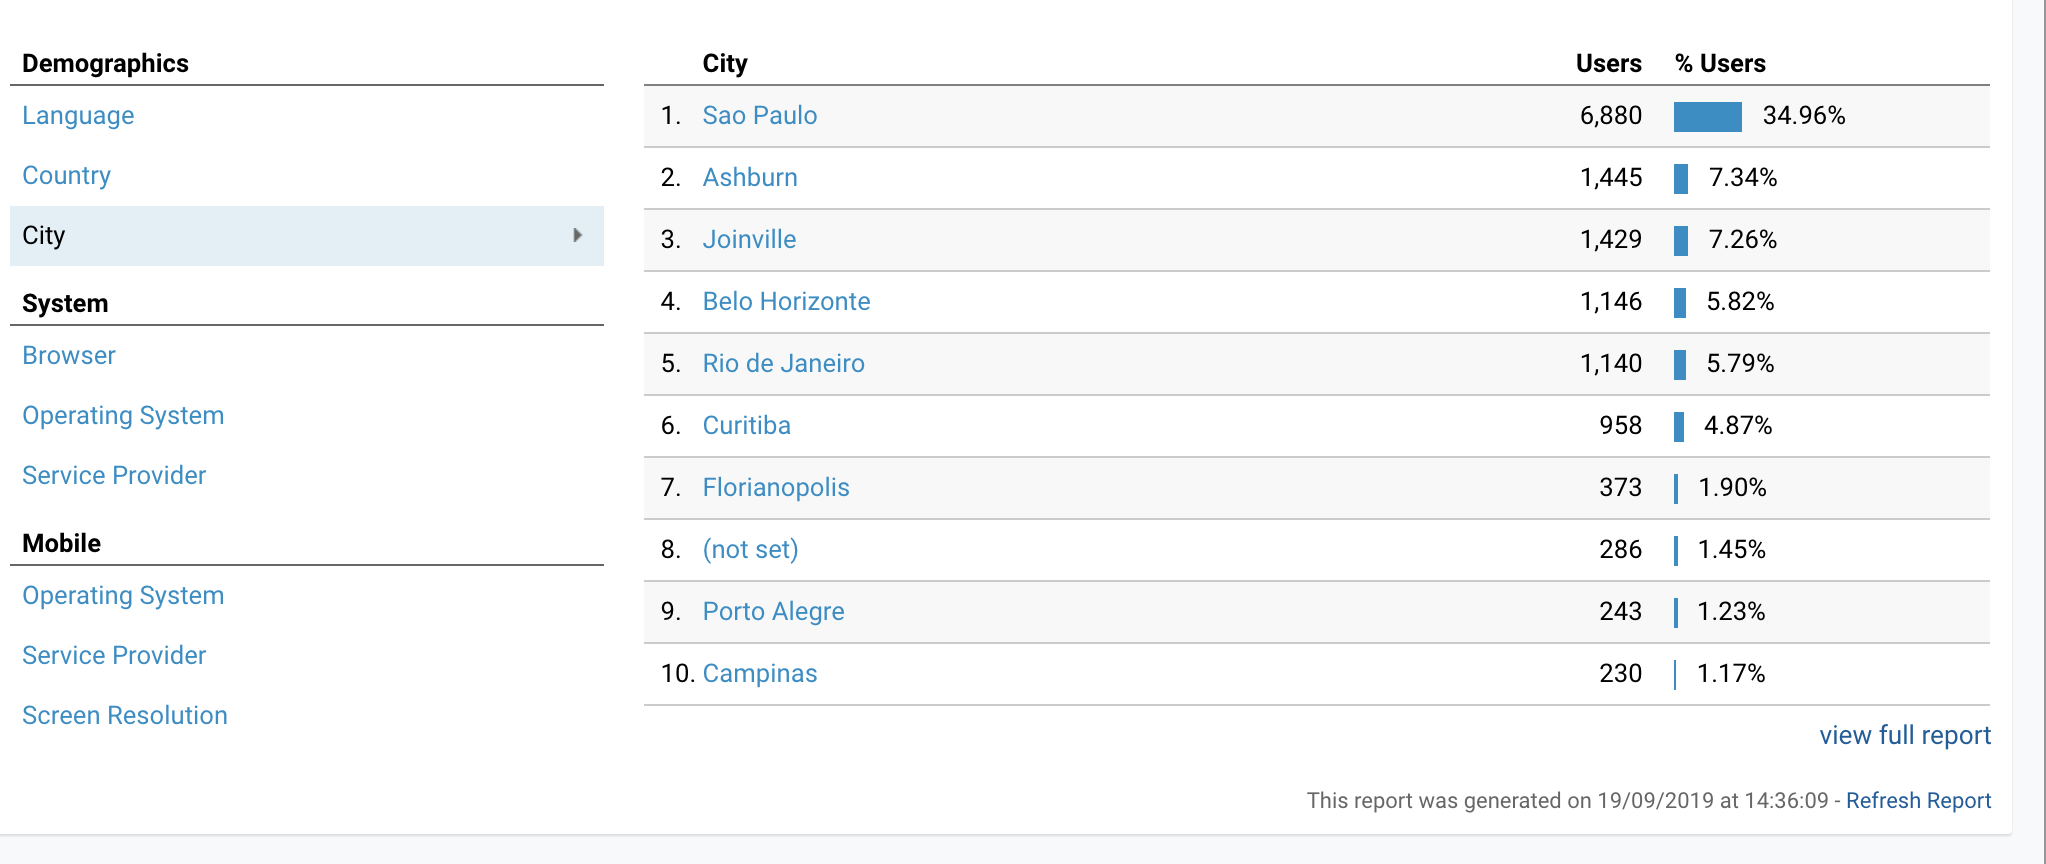 Demographics
Language
Country
City
System
Browser
Operating System
Service Provider
Mobile
Operating System
Service Provider
Screen Resolution
City Users % Users
1. Sao Paulo 6,880 34.96%
2. Ashburn 1,445 7.34%
3. Joinville 1,429 7.26%
4. Belo Horizonte 1,146 5.82%
5. Rio de Janeiro 1,140 5.79%
6. Curitiba 958 4.87%
7. Florianopolis 373 1.90%
8. (not set) 286 1.45%
9. Porto Alegre 243 1.23%
10. Campinas 230 1.17%
view full report
This report was generated on 19/09/2019 at 14:36:09 - Refresh Report